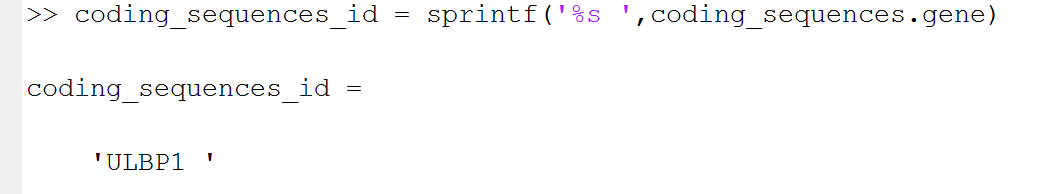 >> coding_sequences_id = sprintf('%s ',coding_sequences.gene)
coding_sequences_id =
'ULBP1 '